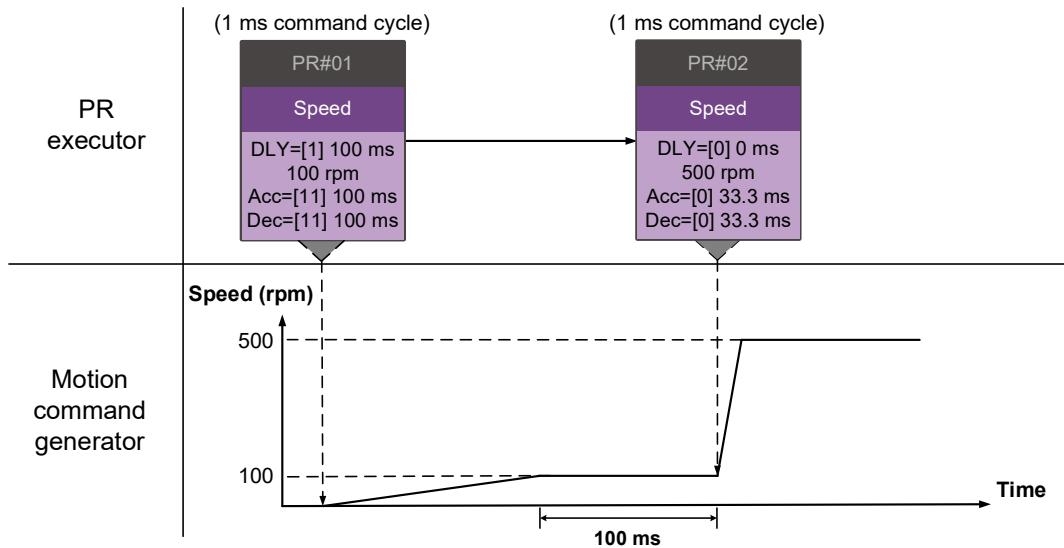 (1 ms command cycle)
(1 ms command cycle)
PR
executor
PR#01
Speed
DLY=[1] 100 ms
100 rpm
Acc=[11] 100 ms
Dec=[11] 100 ms
PR#02
Speed
DLY=[0] 0 ms
500 rpm
Acc=[0] 33.3 ms
Dec=[0] 33.3 ms
Motion
command
generator
Speed (rpm)
500
100
Time
100 ms